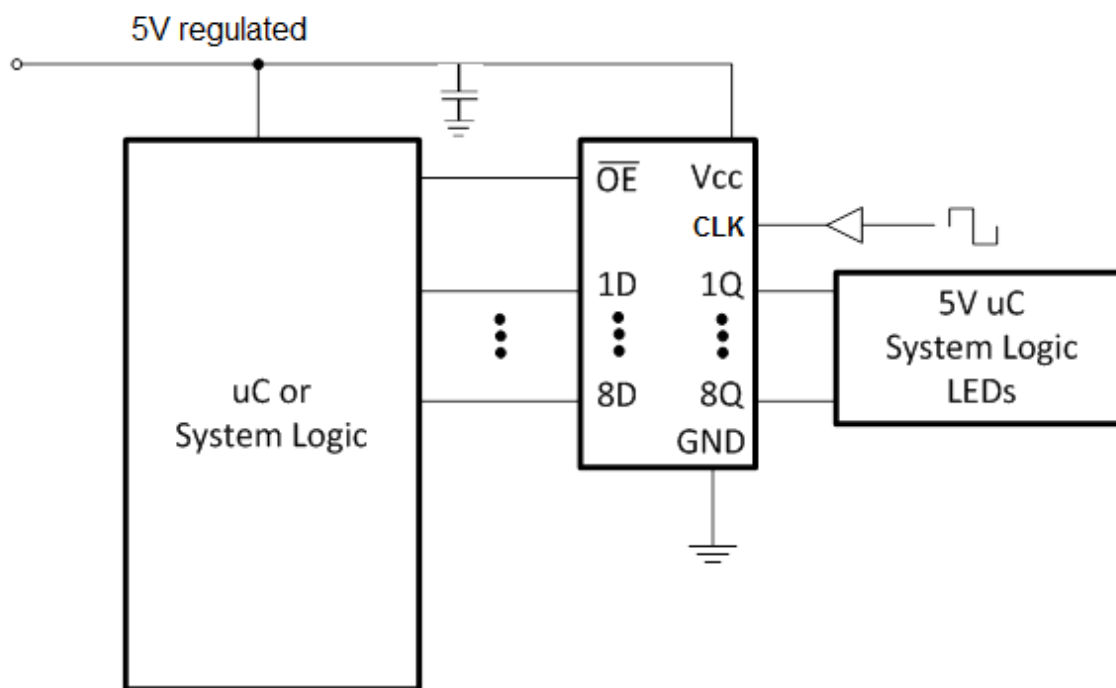 5V regulated
OE Vcc
CLK
1D 1Q
8D 8Q
GND
uC or
System Logic
5V uC
System Logic
LEDs